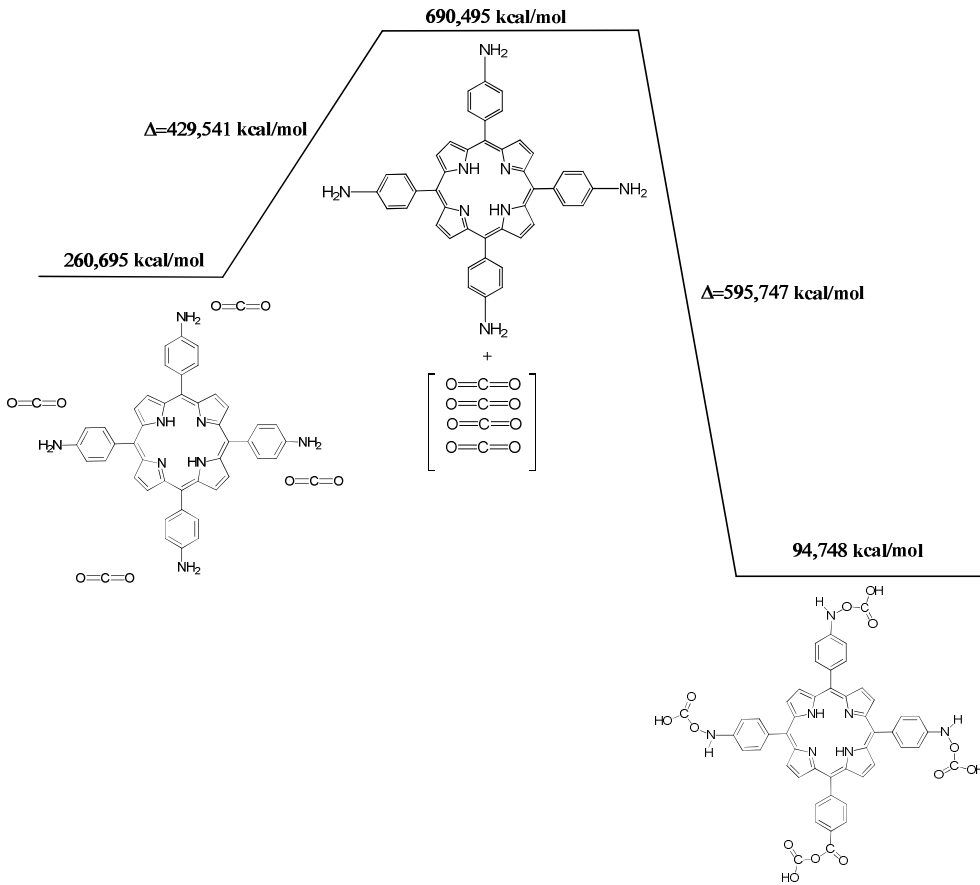 690,495 kcal/mol
NH2
Δ=429,541 kcal/mol
NH N
H2N NH2
N HN
260,695 kcal/mol
Δ=595,747 kcal/mol
O=C=O
NH2
NH2
+
O=C=O
O=C=O
O=C=O
O=C=O
O=C=O
NH N
H2N NH2
N HN
O=C=O
94,748 kcal/mol
NH2
O=C=O
OH
H O C
N O
O
HO C
O N
H
NH N
H
N
O
N HN
O C OH
O O
C O C
HO